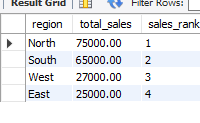 Result Grid Filter Rows:
region total_sales sales_rank
North 75000.00 1
South 65000.00 2
West 27000.00 3
East 25000.00 4